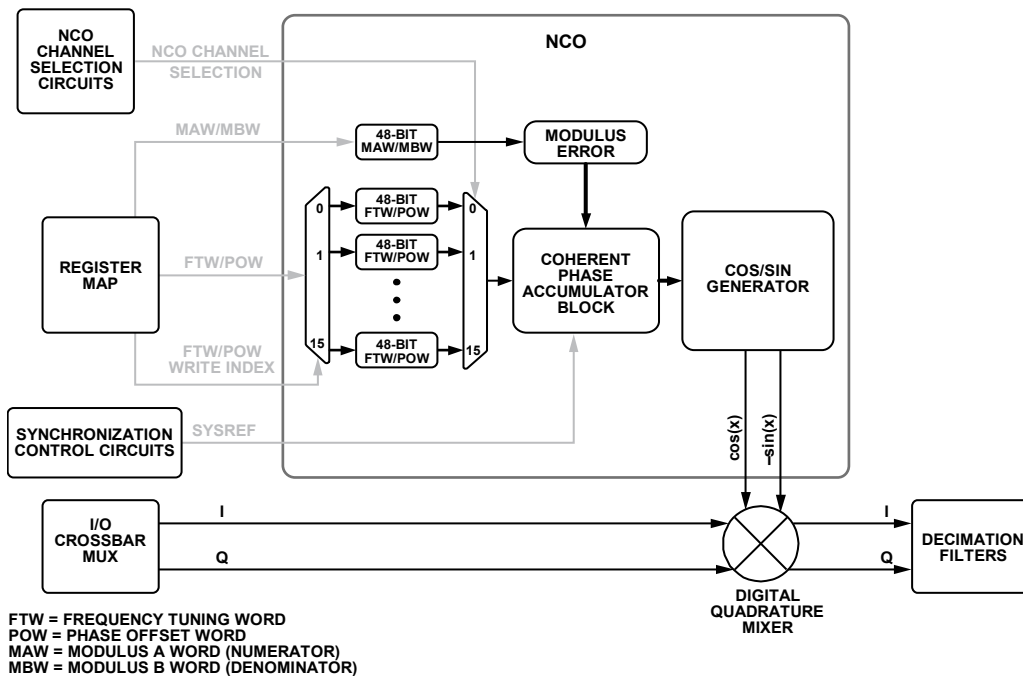 NCO
CHANNEL
SELECTION
CIRCUITS
NCO CHANNEL
SELECTION
NCO
MAW/MBW
48-BIT
MAW/MBW
MODULUS
ERROR
REGISTER
MAP
FTW/POW
FTW/POW
WRITE INDEX
0
1
15
48-BIT
FTW/POW
48-BIT
FTW/POW
48-BIT
FTW/POW
0
1
15
COHERENT
PHASE
ACCUMULATOR
BLOCK
COS/SIN
GENERATOR
SYNCHRONIZATION
CONTROL CIRCUITS
SYSREF
cos(x)
–sin(x)
I/O
CROSSBAR
MUX
I
Q
DIGITAL
QUADRATURE
MIXER
I
Q
DECIMATION
FILTERS
FTW = FREQUENCY TUNING WORD
POW = PHASE OFFSET WORD
MAW = MODULUS A WORD (NUMERATOR)
MBW = MODULUS B WORD (DENOMINATOR)